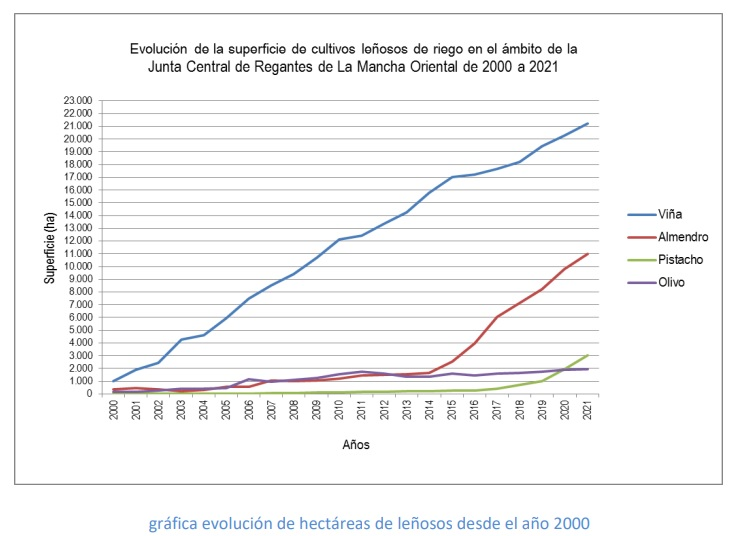 Evolución de la superficie de cultivos leñosos de riego en el ámbito de la
Junta Central de Regantes de La Mancha Oriental de 2000 a 2021
Superficie (ha)
23.000
22.000
21.000
20.000
19.000
18.000
17.000
16.000
15.000
14.000
13.000
12.000
11.000
10.000
9.000
8.000
7.000
6.000
5.000
4.000
3.000
2.000
1.000
0
2000 2001 2002 2003 2004 2005 2006 2007 2008 2009 2010 2011 2012 2013 2014 2015 2016 2017 2018 2019 2020 2021
Años
Viña
Almendro
Pistacho
Olivo
gráfica evolución de hectáreas de leñosos desde el año 2000